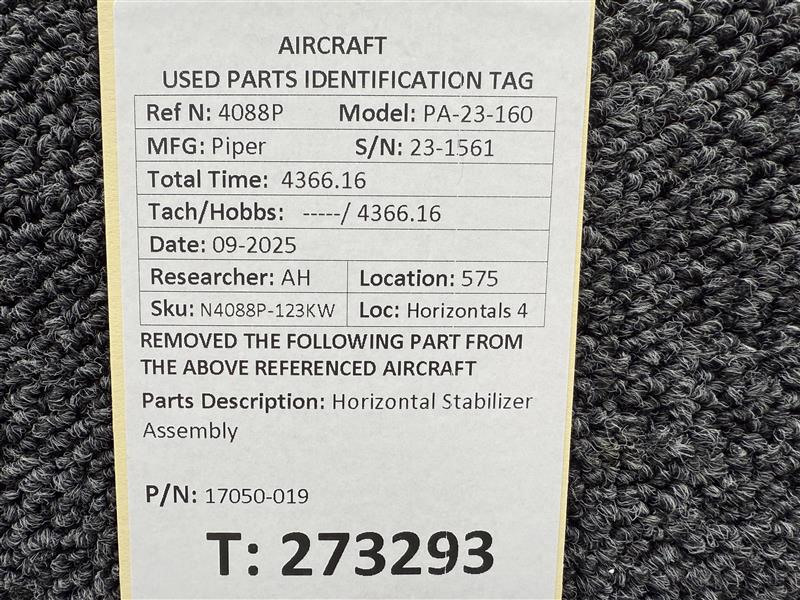 AIRCRAFT
USED PARTS IDENTIFICATION TAG
Ref N: 4088P Model: PA-23-160
MFG: Piper S/N: 23-1561
Total Time: 4366.16
Tach/Hobbs: -----/ 4366.16
Date: 09-2025
Researcher: AH Location: 575
Sku: N4088P-123KW Loc: Horizontals 4
REMOVED THE FOLLOWING PART FROM
THE ABOVE REFERENCED AIRCRAFT
Parts Description: Horizontal Stabilizer
Assembly
P/N: 17050-019
T: 273293